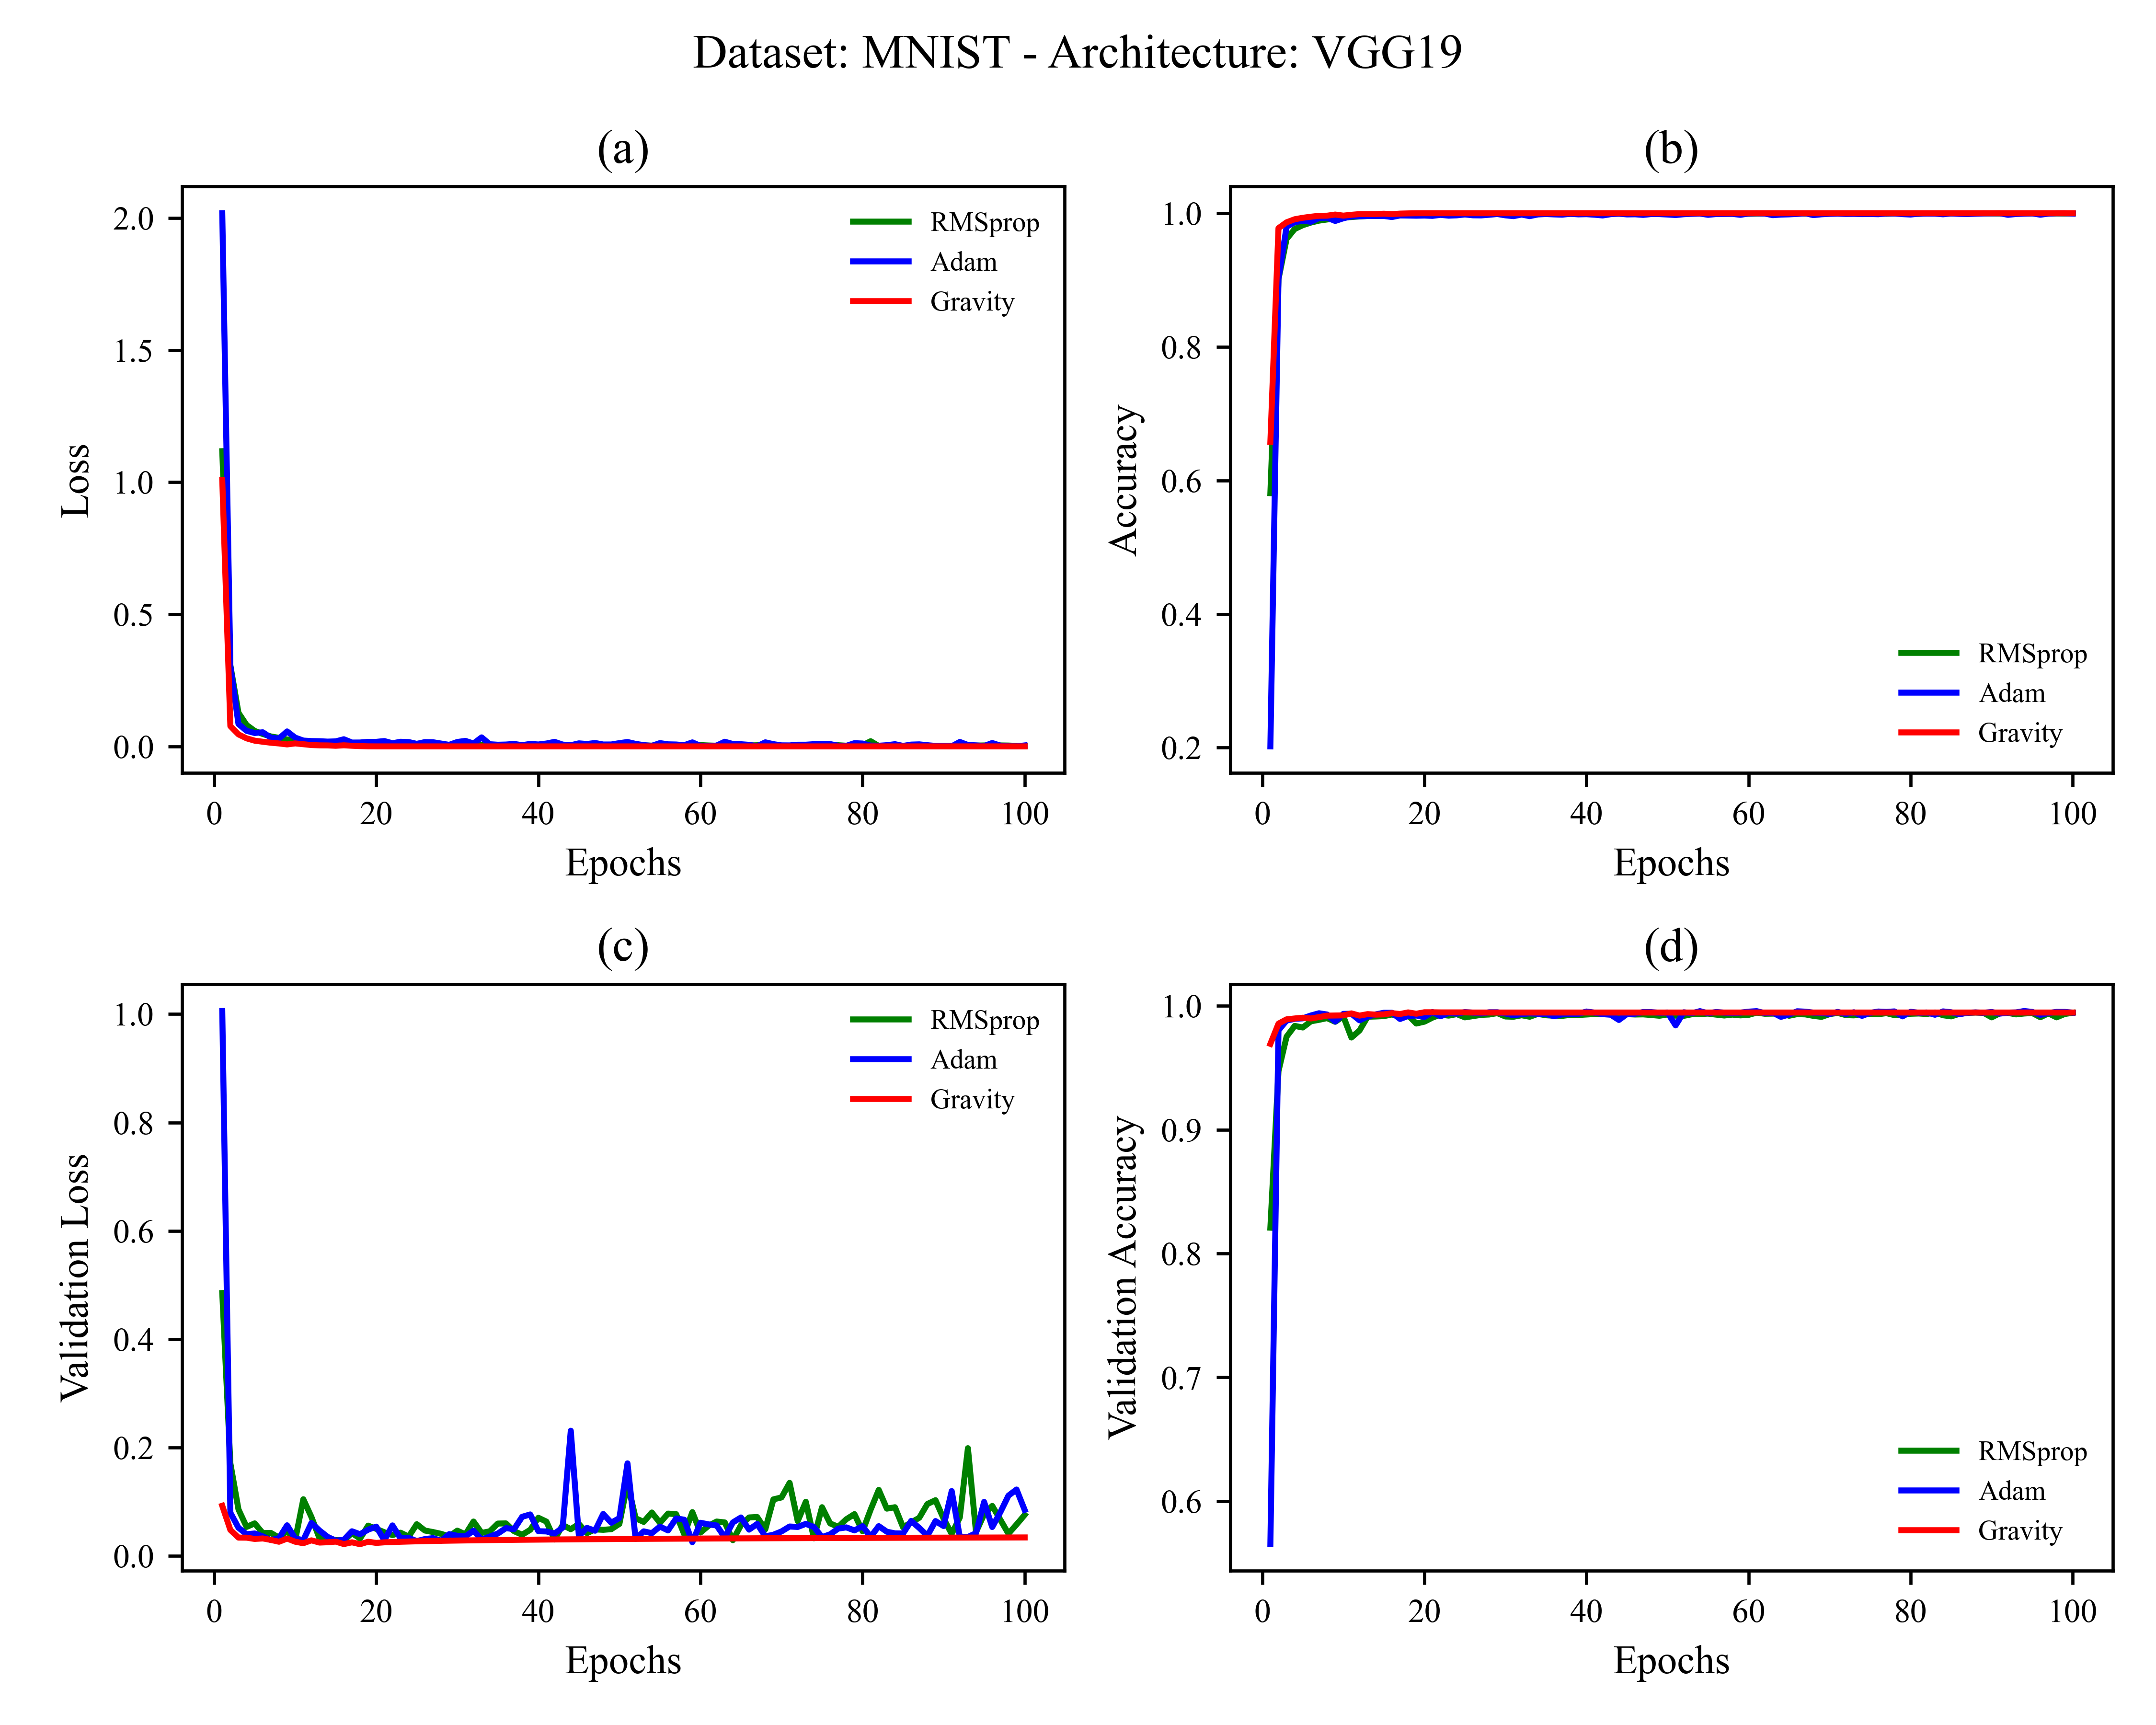 Dataset: MNIST - Architecture: VGG19
(a)
2.0
1.5
1.0
0.5
0.0
Loss
RMSprop
Adam
Gravity
0 20 40 60 80 100
Epochs
(b)
1.0
0.8
0.6
0.4
0.2
Accuracy
RMSprop
Adam
Gravity
0 20 40 60 80 100
Epochs
(c)
1.0
0.8
0.6
0.4
0.2
0.0
Validation Loss
RMSprop
Adam
Gravity
0 20 40 60 80 100
Epochs
(d)
1.0
0.9
0.8
0.7
0.6
Validation Accuracy
RMSprop
Adam
Gravity
0 20 40 60 80 100
Epochs